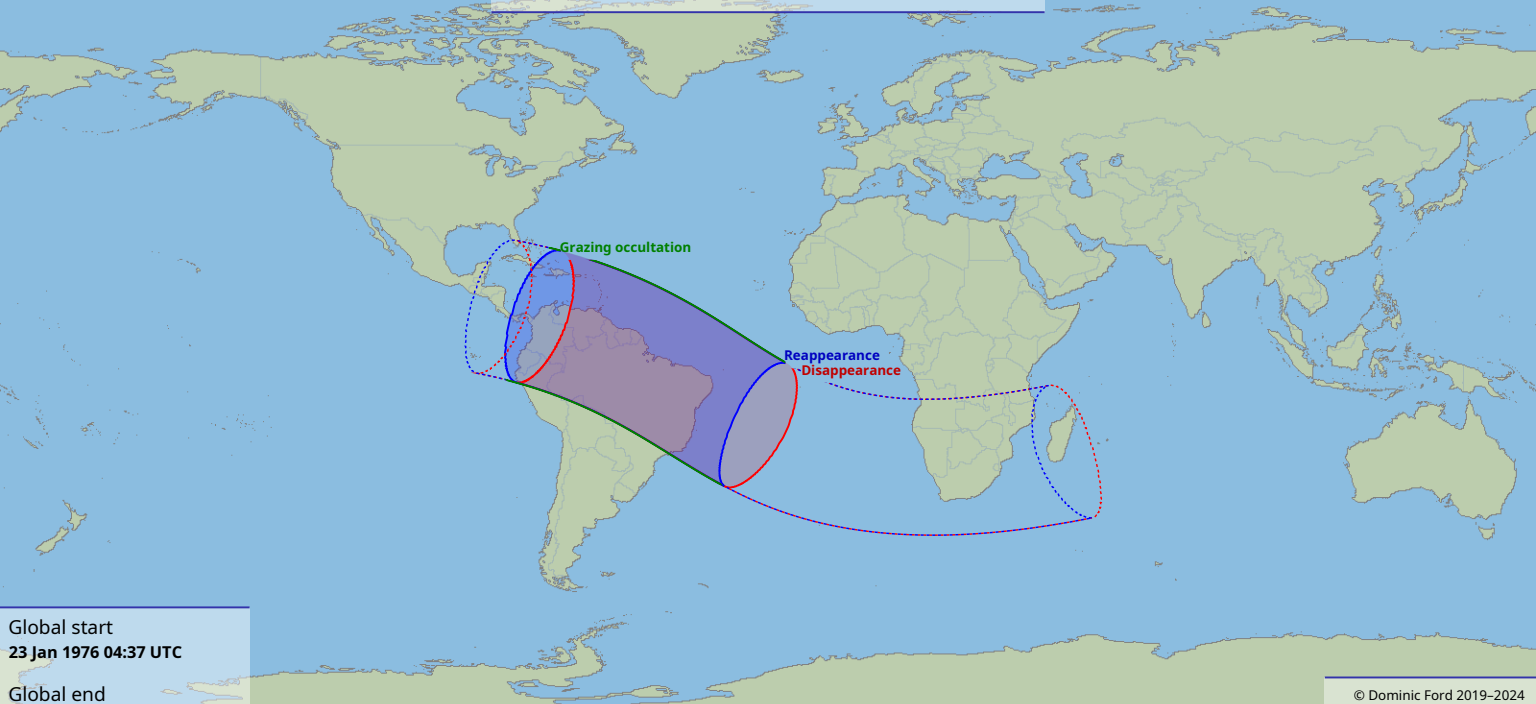 Grazing occultation
Reappearance
Disappearance
Global start
23 Jan 1976 04:37 UTC
Global end
© Dominic Ford 2019–2024